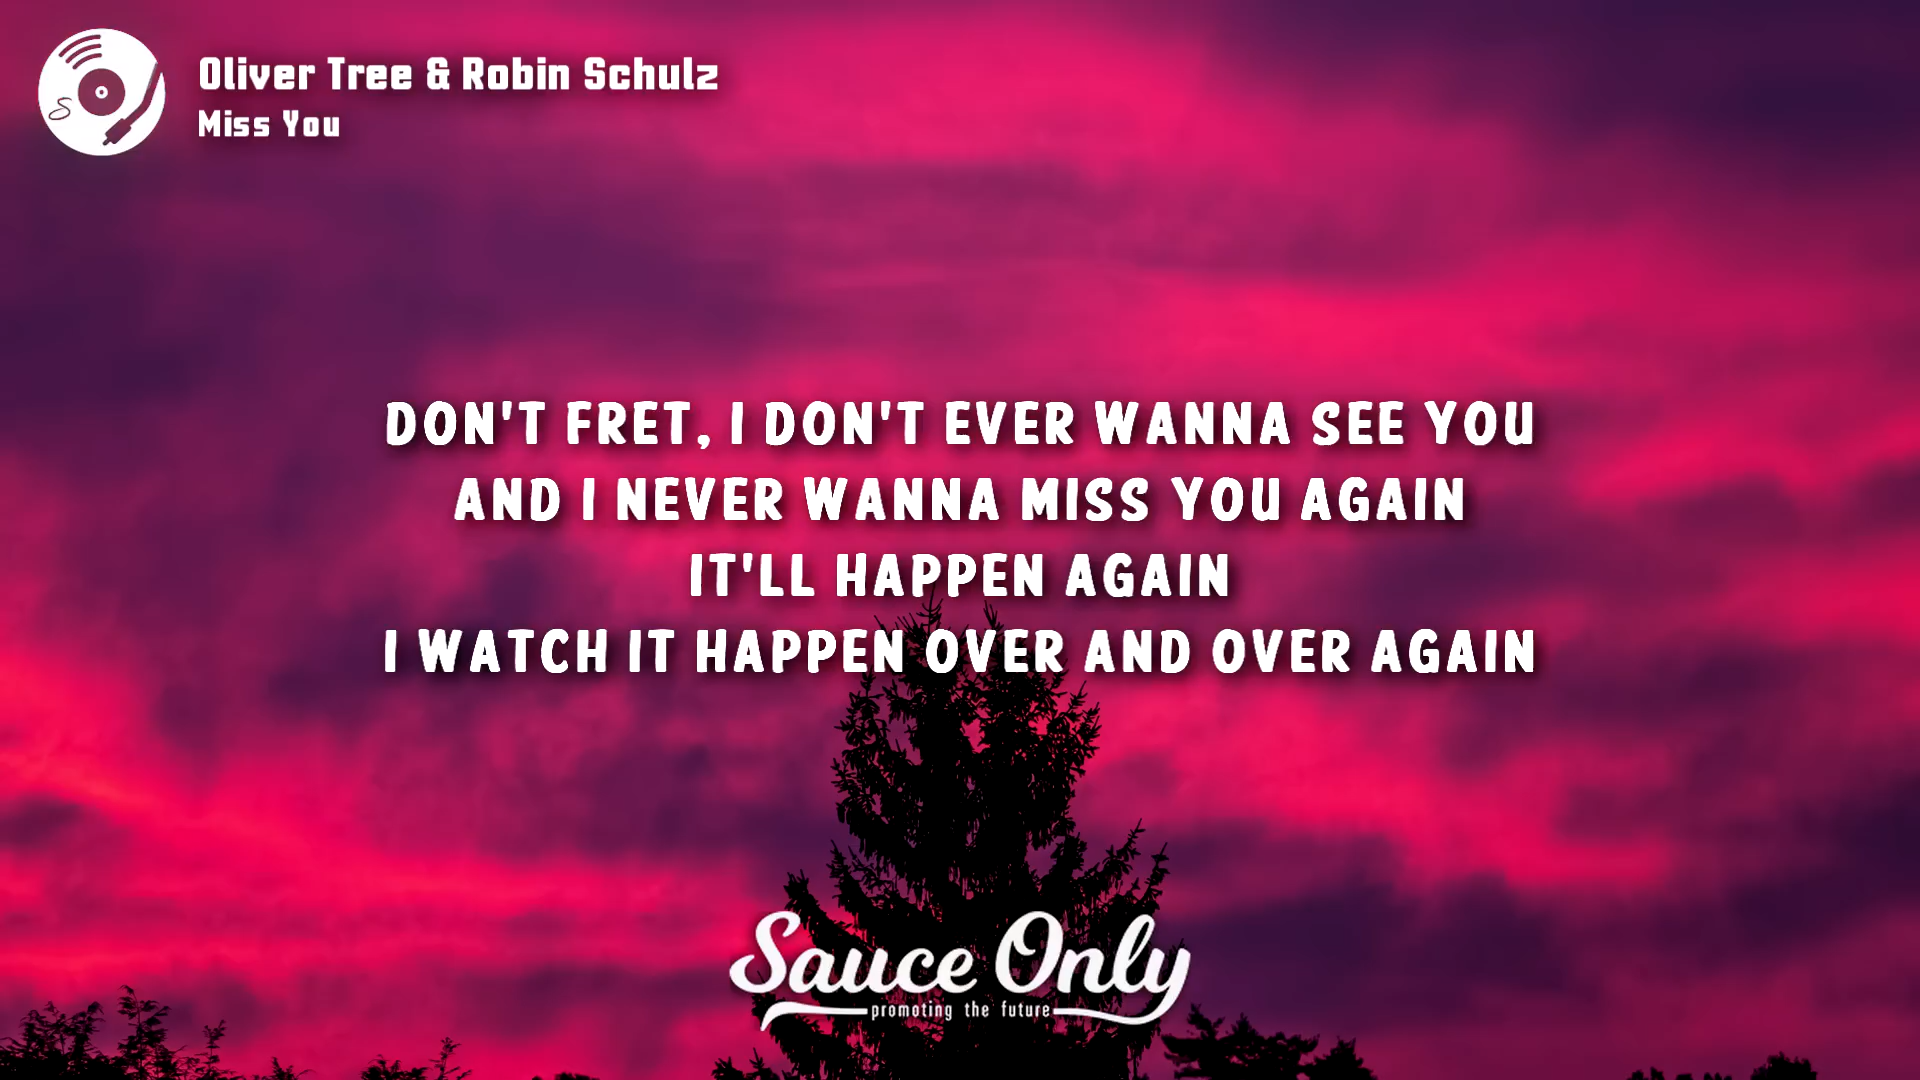 Oliver Tree & Robin Schulz
Miss You
DON'T FRET, I DON'T EVER WANNA SEE YOU
AND I NEVER WANNA MISS YOU AGAIN
IT'LL HAPPEN AGAIN
I WATCH IT HAPPEN OVER AND OVER AGAIN
Sauce Only
promoting the future